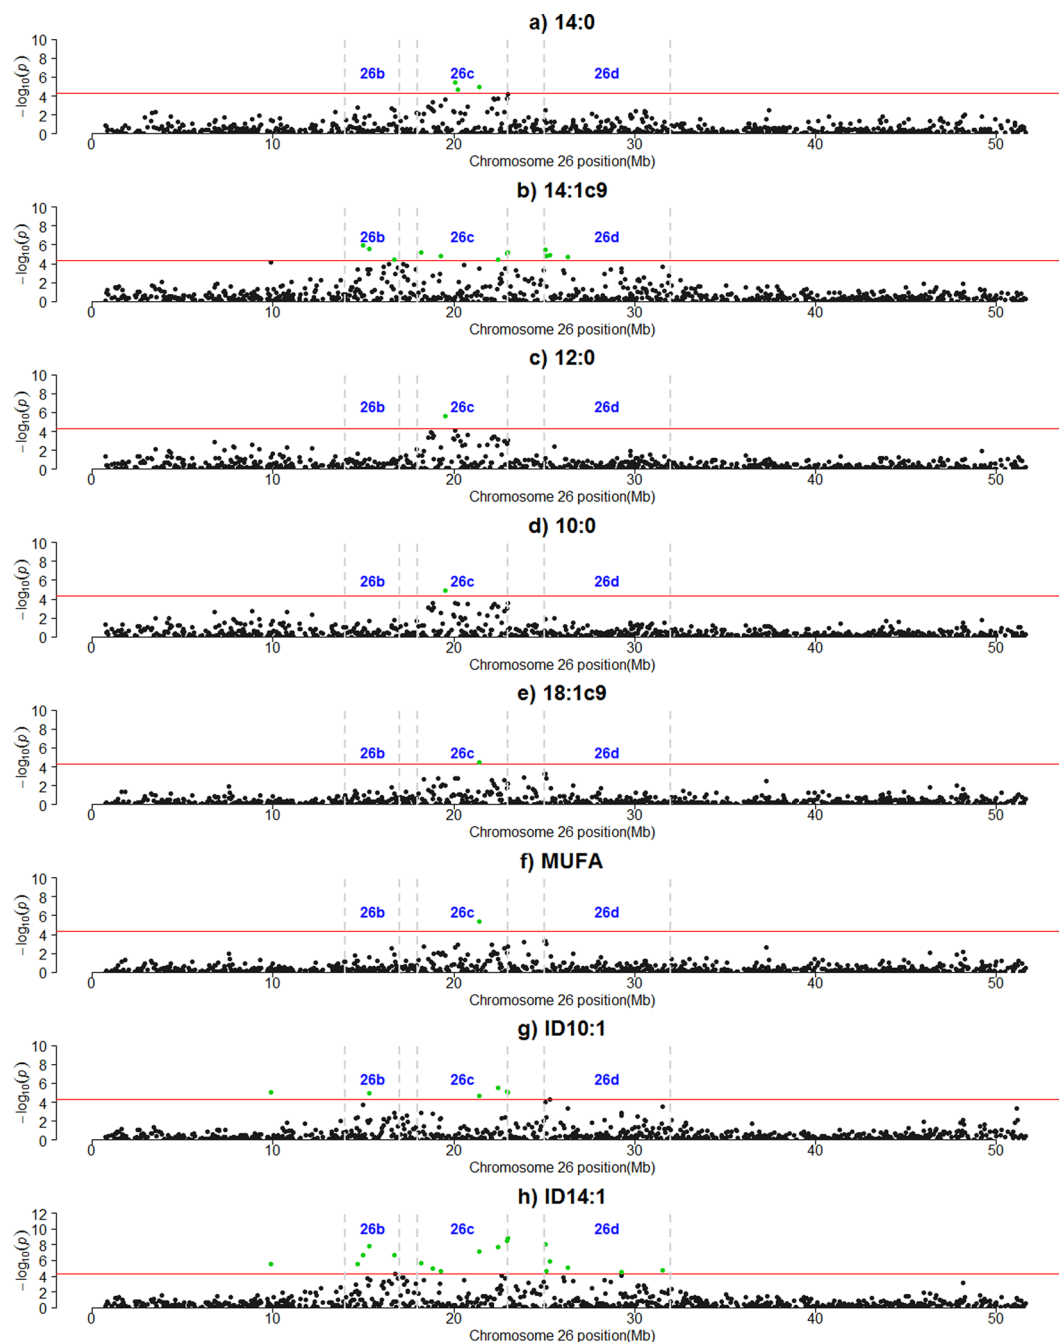 a) 14:0
10
8
6
4
2
0
−log10(p)
26b
26c
26d
0
10
20
30
40
50
Chromosome 26 position(Mb)
b) 14:1c9
10
8
6
4
2
0
−log10(p)
26b
26c
26d
0
10
20
30
40
50
Chromosome 26 position(Mb)
c) 12:0
10
8
6
4
2
0
−log10(p)
26b
26c
26d
0
10
20
30
40
50
Chromosome 26 position(Mb)
d) 10:0
10
8
6
4
2
0
−log10(p)
26b
26c
26d
0
10
20
30
40
50
Chromosome 26 position(Mb)
e) 18:1c9
10
8
6
4
2
0
−log10(p)
26b
26c
26d
0
10
20
30
40
50
Chromosome 26 position(Mb)
f) MUFA
10
8
6
4
2
0
−log10(p)
26b
26c
26d
0
10
20
30
40
50
Chromosome 26 position(Mb)
g) ID10:1
10
8
6
4
2
0
−log10(p)
26b
26c
26d
0
10
20
30
40
50
Chromosome 26 position(Mb)
h) ID14:1
12
10
8
6
4
2
0
−log10(p)
26b
26c
26d
0
10
20
30
40
50
Chromosome 26 position(Mb)